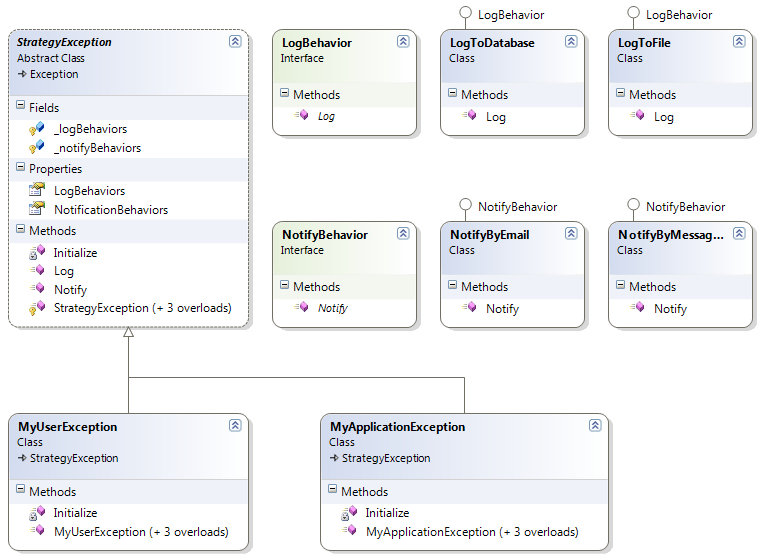 StrategyException
Abstract Class
Exception
Fields
_logBehaviors
_notifyBehaviors
Properties
LogBehaviors
NotificationBehaviors
Methods
Initialize
Log
Notify
StrategyException (+ 3 overloads)
LogBehavior
Interface
Methods
Log
LogBehavior
LogToDatabase
Class
Methods
Log
LogBehavior
LogToFile
Class
Methods
Log
NotifyBehavior
Interface
Methods
Notify
NotifyBehavior
NotifyByEmail
Class
Methods
Notify
NotifyBehavior
NotifyByMessag...
Class
Methods
Notify
MyUserException
Class
StrategyException
Methods
Initialize
MyUserException (+ 3 overloads)
MyApplicationException
Class
StrategyException
Methods
Initialize
MyApplicationException (+ 3 overloads)